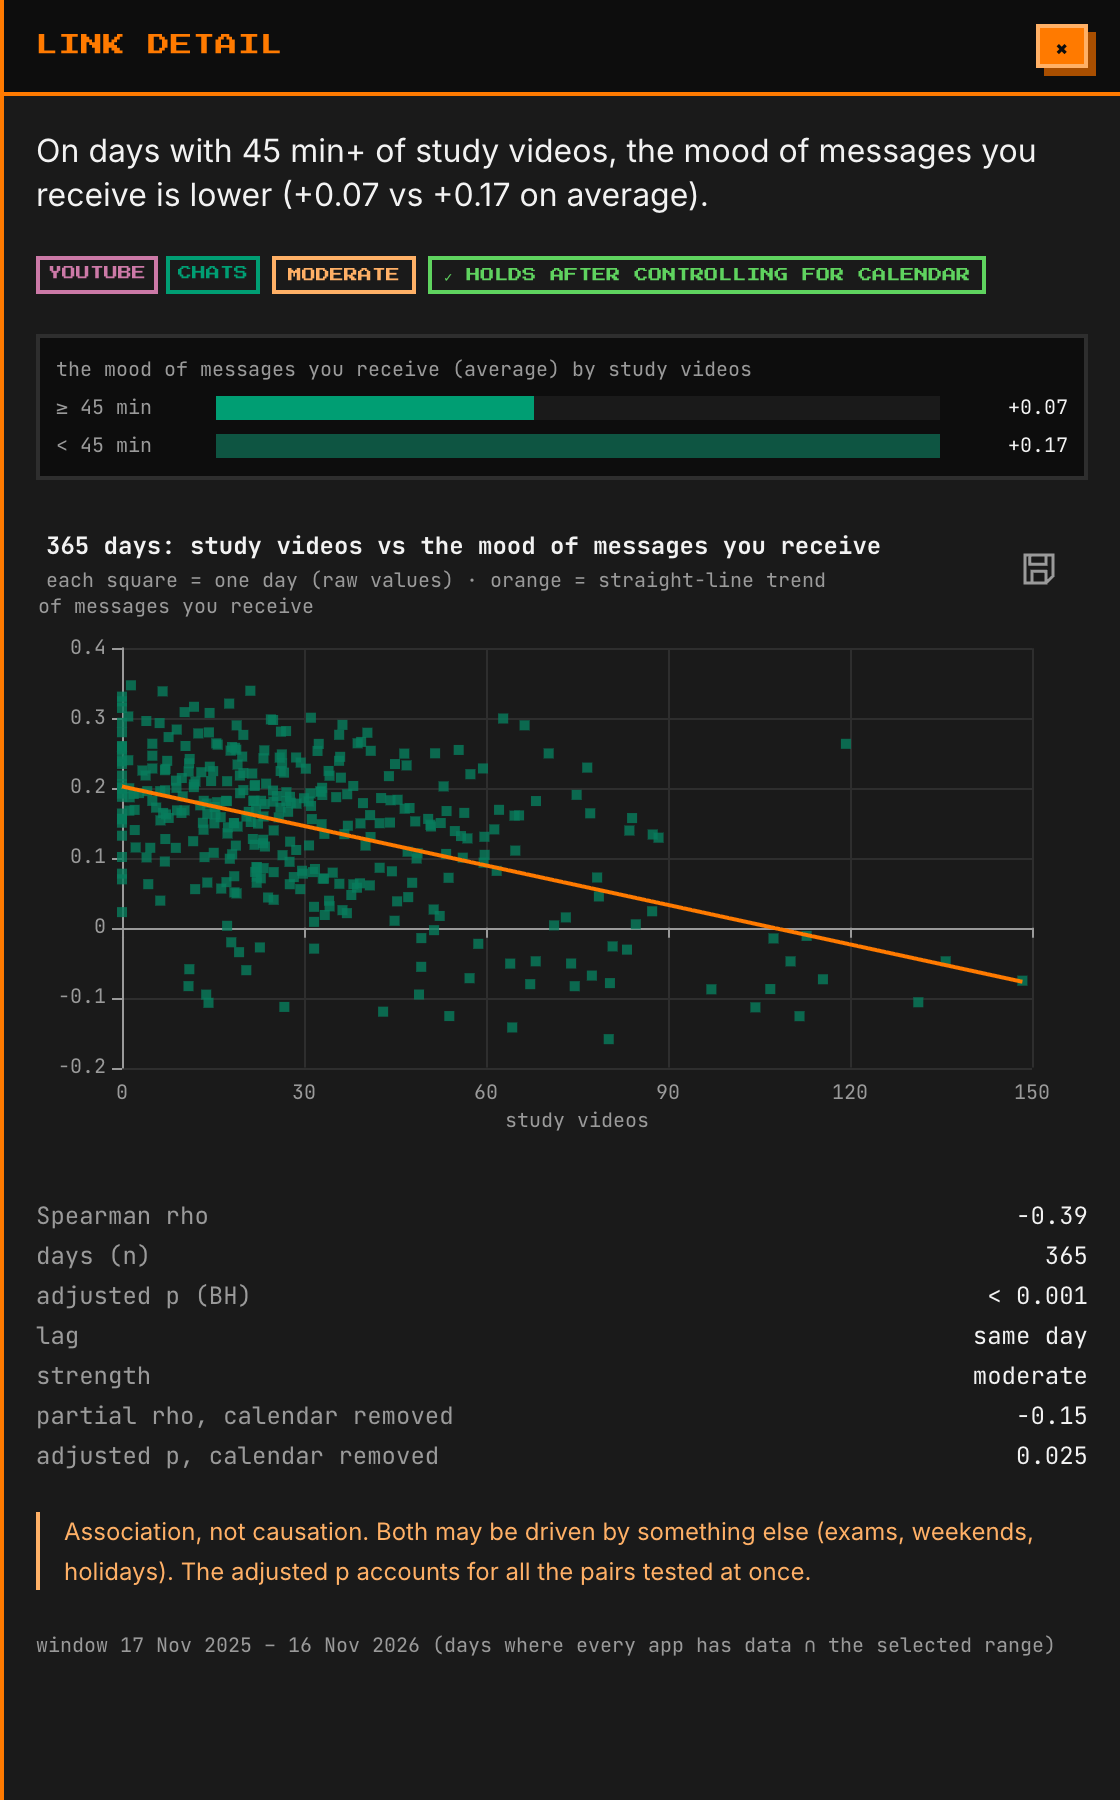 LINK DETAIL
✖
On days with 45 min+ of study videos, the mood of messages you
receive is lower (+0.07 vs +0.17 on average).
YOUTUBE CHATS MODERATE ✓ HOLDS AFTER CONTROLLING FOR CALENDAR
the mood of messages you receive (average) by study videos
≥ 45 min +0.07
< 45 min +0.17
365 days: study videos vs the mood of messages you receive
each square = one day (raw values) · orange = straight-line trend
of messages you receive
0.4
0.3
0.2
0.1
0
-0.1
-0.2
0 30 60 90 120 150
study videos
Spearman rho -0.39
days (n) 365
adjusted p (BH) < 0.001
lag same day
strength moderate
partial rho, calendar removed -0.15
adjusted p, calendar removed 0.025
Association, not causation. Both may be driven by something else (exams, weekends,
holidays). The adjusted p accounts for all the pairs tested at once.
window 17 Nov 2025 – 16 Nov 2026 (days where every app has data ∩ the selected range)